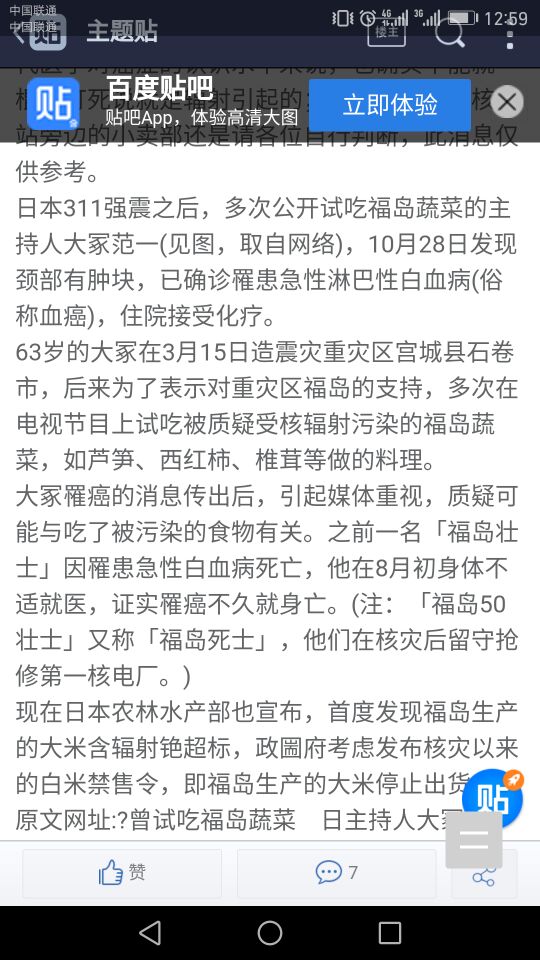 中国联通
中国联通
4G
3G
12:59
主题贴
楼主
百度贴吧
贴吧App，体验高清大图
立即体验
站旁边的小卖部还是请各位自行判断，此消息仅
供参考。
日本311强震之后，多次公开试吃福岛蔬菜的主
持人大冢范一(见图，取自网络)，10月28日发现
颈部有肿块，已确诊罹患急性淋巴性白血病(俗
称血癌)，住院接受化疗。
63岁的大冢在3月15日造震灾重灾区宫城县石卷
市，后来为了表示对重灾区福岛的支持，多次在
电视节目上试吃被质疑受核辐射污染的福岛蔬
菜，如芦笋、西红柿、椎茸等做的料理。
大冢罹癌的消息传出后，引起媒体重视，质疑可
能与吃了被污染的食物有关。之前一名「福岛壮
士」因罹患急性白血病死亡，他在8月初身体不
适就医，证实罹癌不久就身亡。(注：「福岛50
壮士」又称「福岛死士」，他们在核灾后留守抢
修第一核电厂。)
现在日本农林水产部也宣布，首度发现福岛生产
的大米含辐射铯超标，政圖府考虑发布核灾以来
的白米禁售令，即福岛生产的大米停止出货
原文网址:?曾试吃福岛蔬菜 日主持人大冢
贴
赞
7